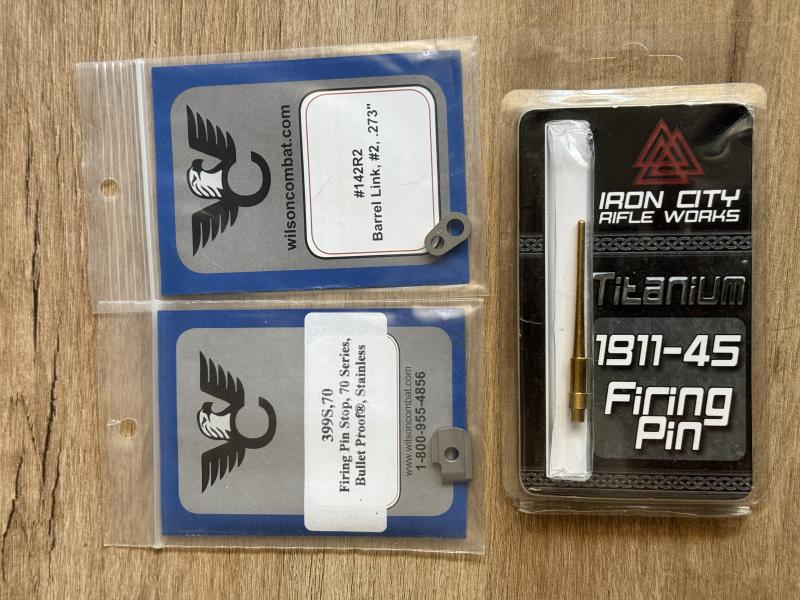 wilsoncombat.com
#142R2
Barrel Link, #2, .273"
399S,70
Firing Pin Stop, 70 Series,
Bullet Proof®, Stainless
www.wilsoncombat.com
1-800-955-4856
IRON CITY
RIFLE WORKS
Titanium
1911-45
Firing
Pin